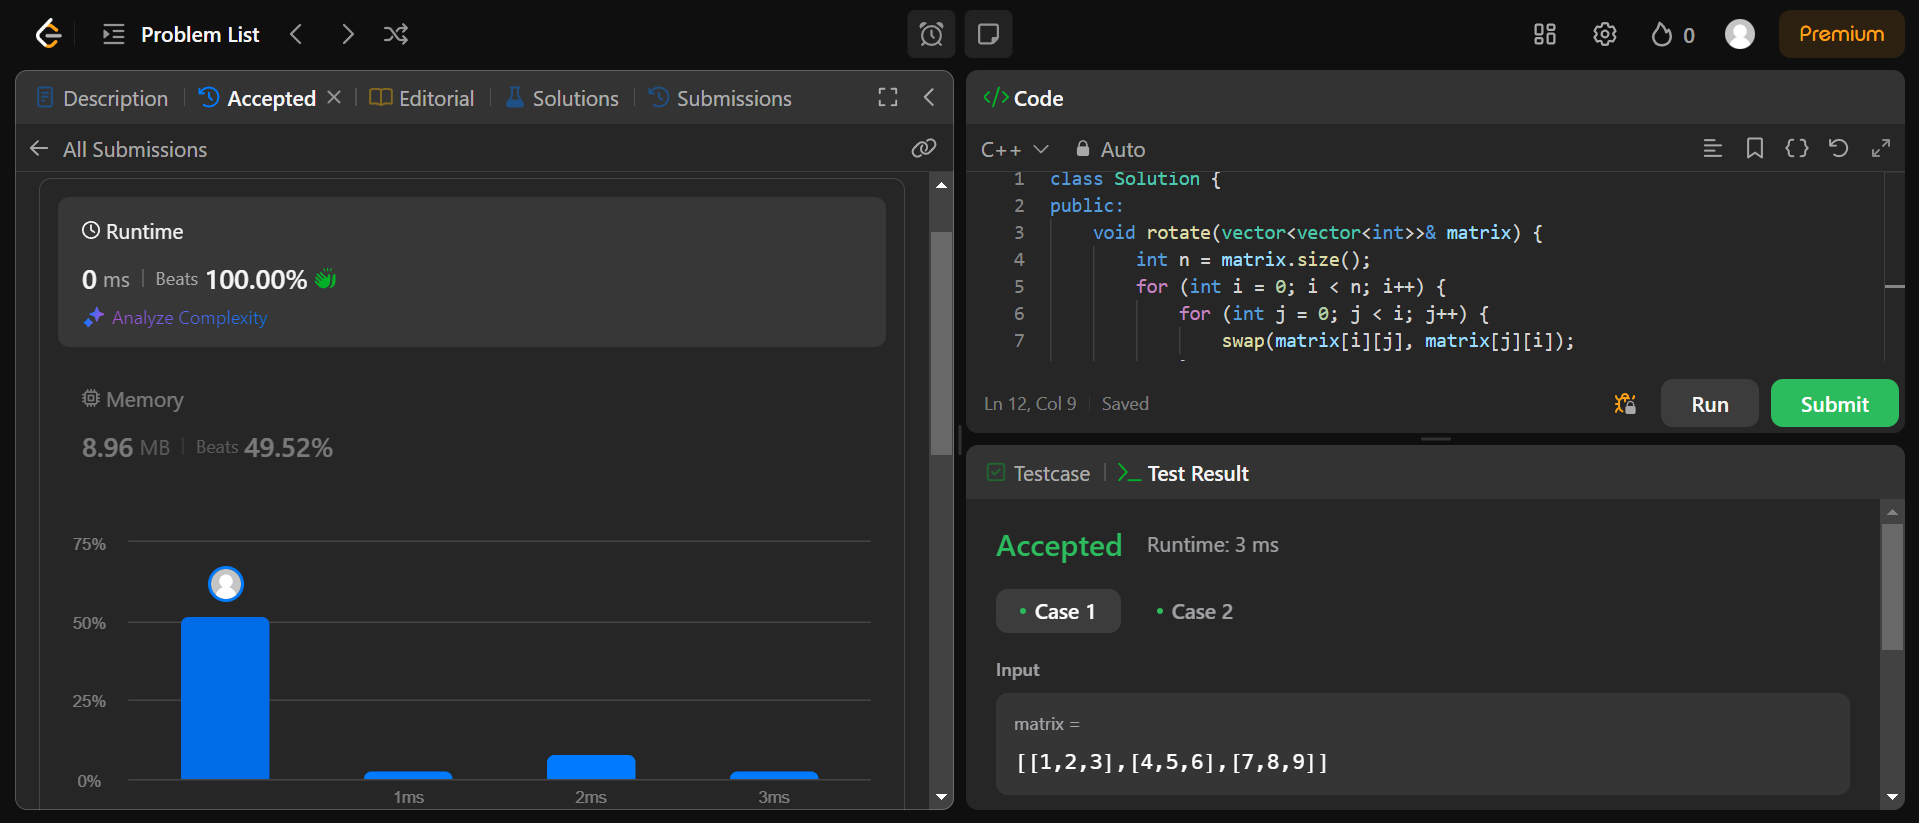 Problem List
0
Premium
Description
Accepted
Editorial
Solutions
Submissions
All Submissions
Runtime
0 ms
Beats 100.00%
Analyze Complexity
Memory
8.96 MB
Beats 49.52%
75%
50%
25%
0%
1ms
2ms
3ms
</> Code
C++
Auto
1 class Solution {
2 public:
3 void rotate(vector<vector<int>>& matrix) {
4 int n = matrix.size();
5 for (int i = 0; i < n; i++) {
6 for (int j = 0; j < i; j++) {
7 swap(matrix[i][j], matrix[j][i]);
Ln 12, Col 9
Saved
Run
Submit
Testcase
Test Result
Accepted
Runtime: 3 ms
Case 1
Case 2
Input
matrix =
[[1,2,3],[4,5,6],[7,8,9]]